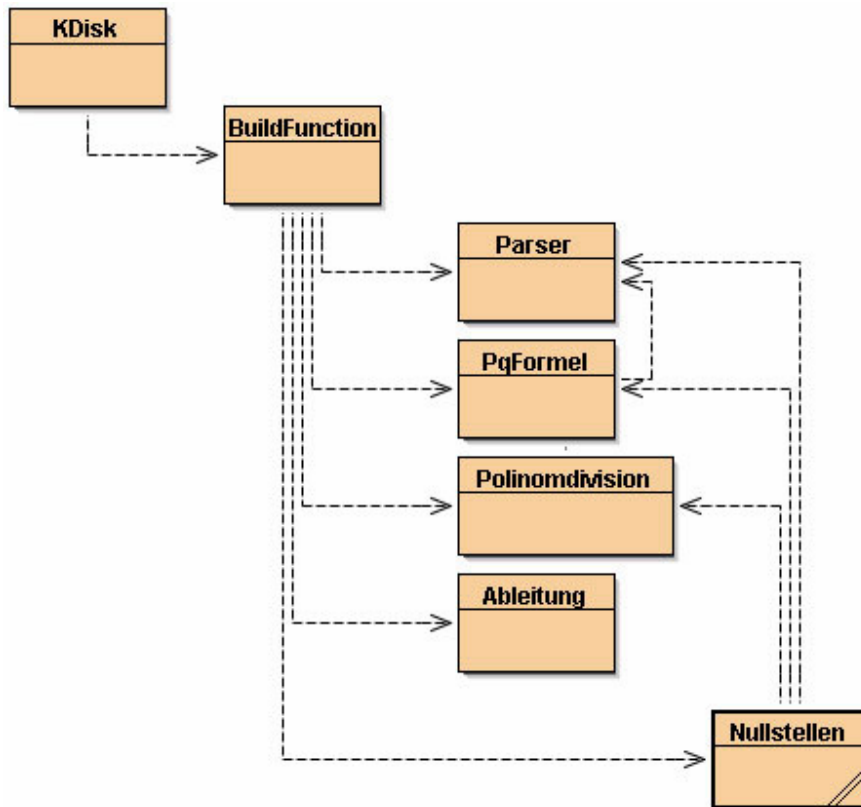 KDisk
BuildFunction
Parser
PqFormel
Polinomdivision
Ableitung
Nullstellen